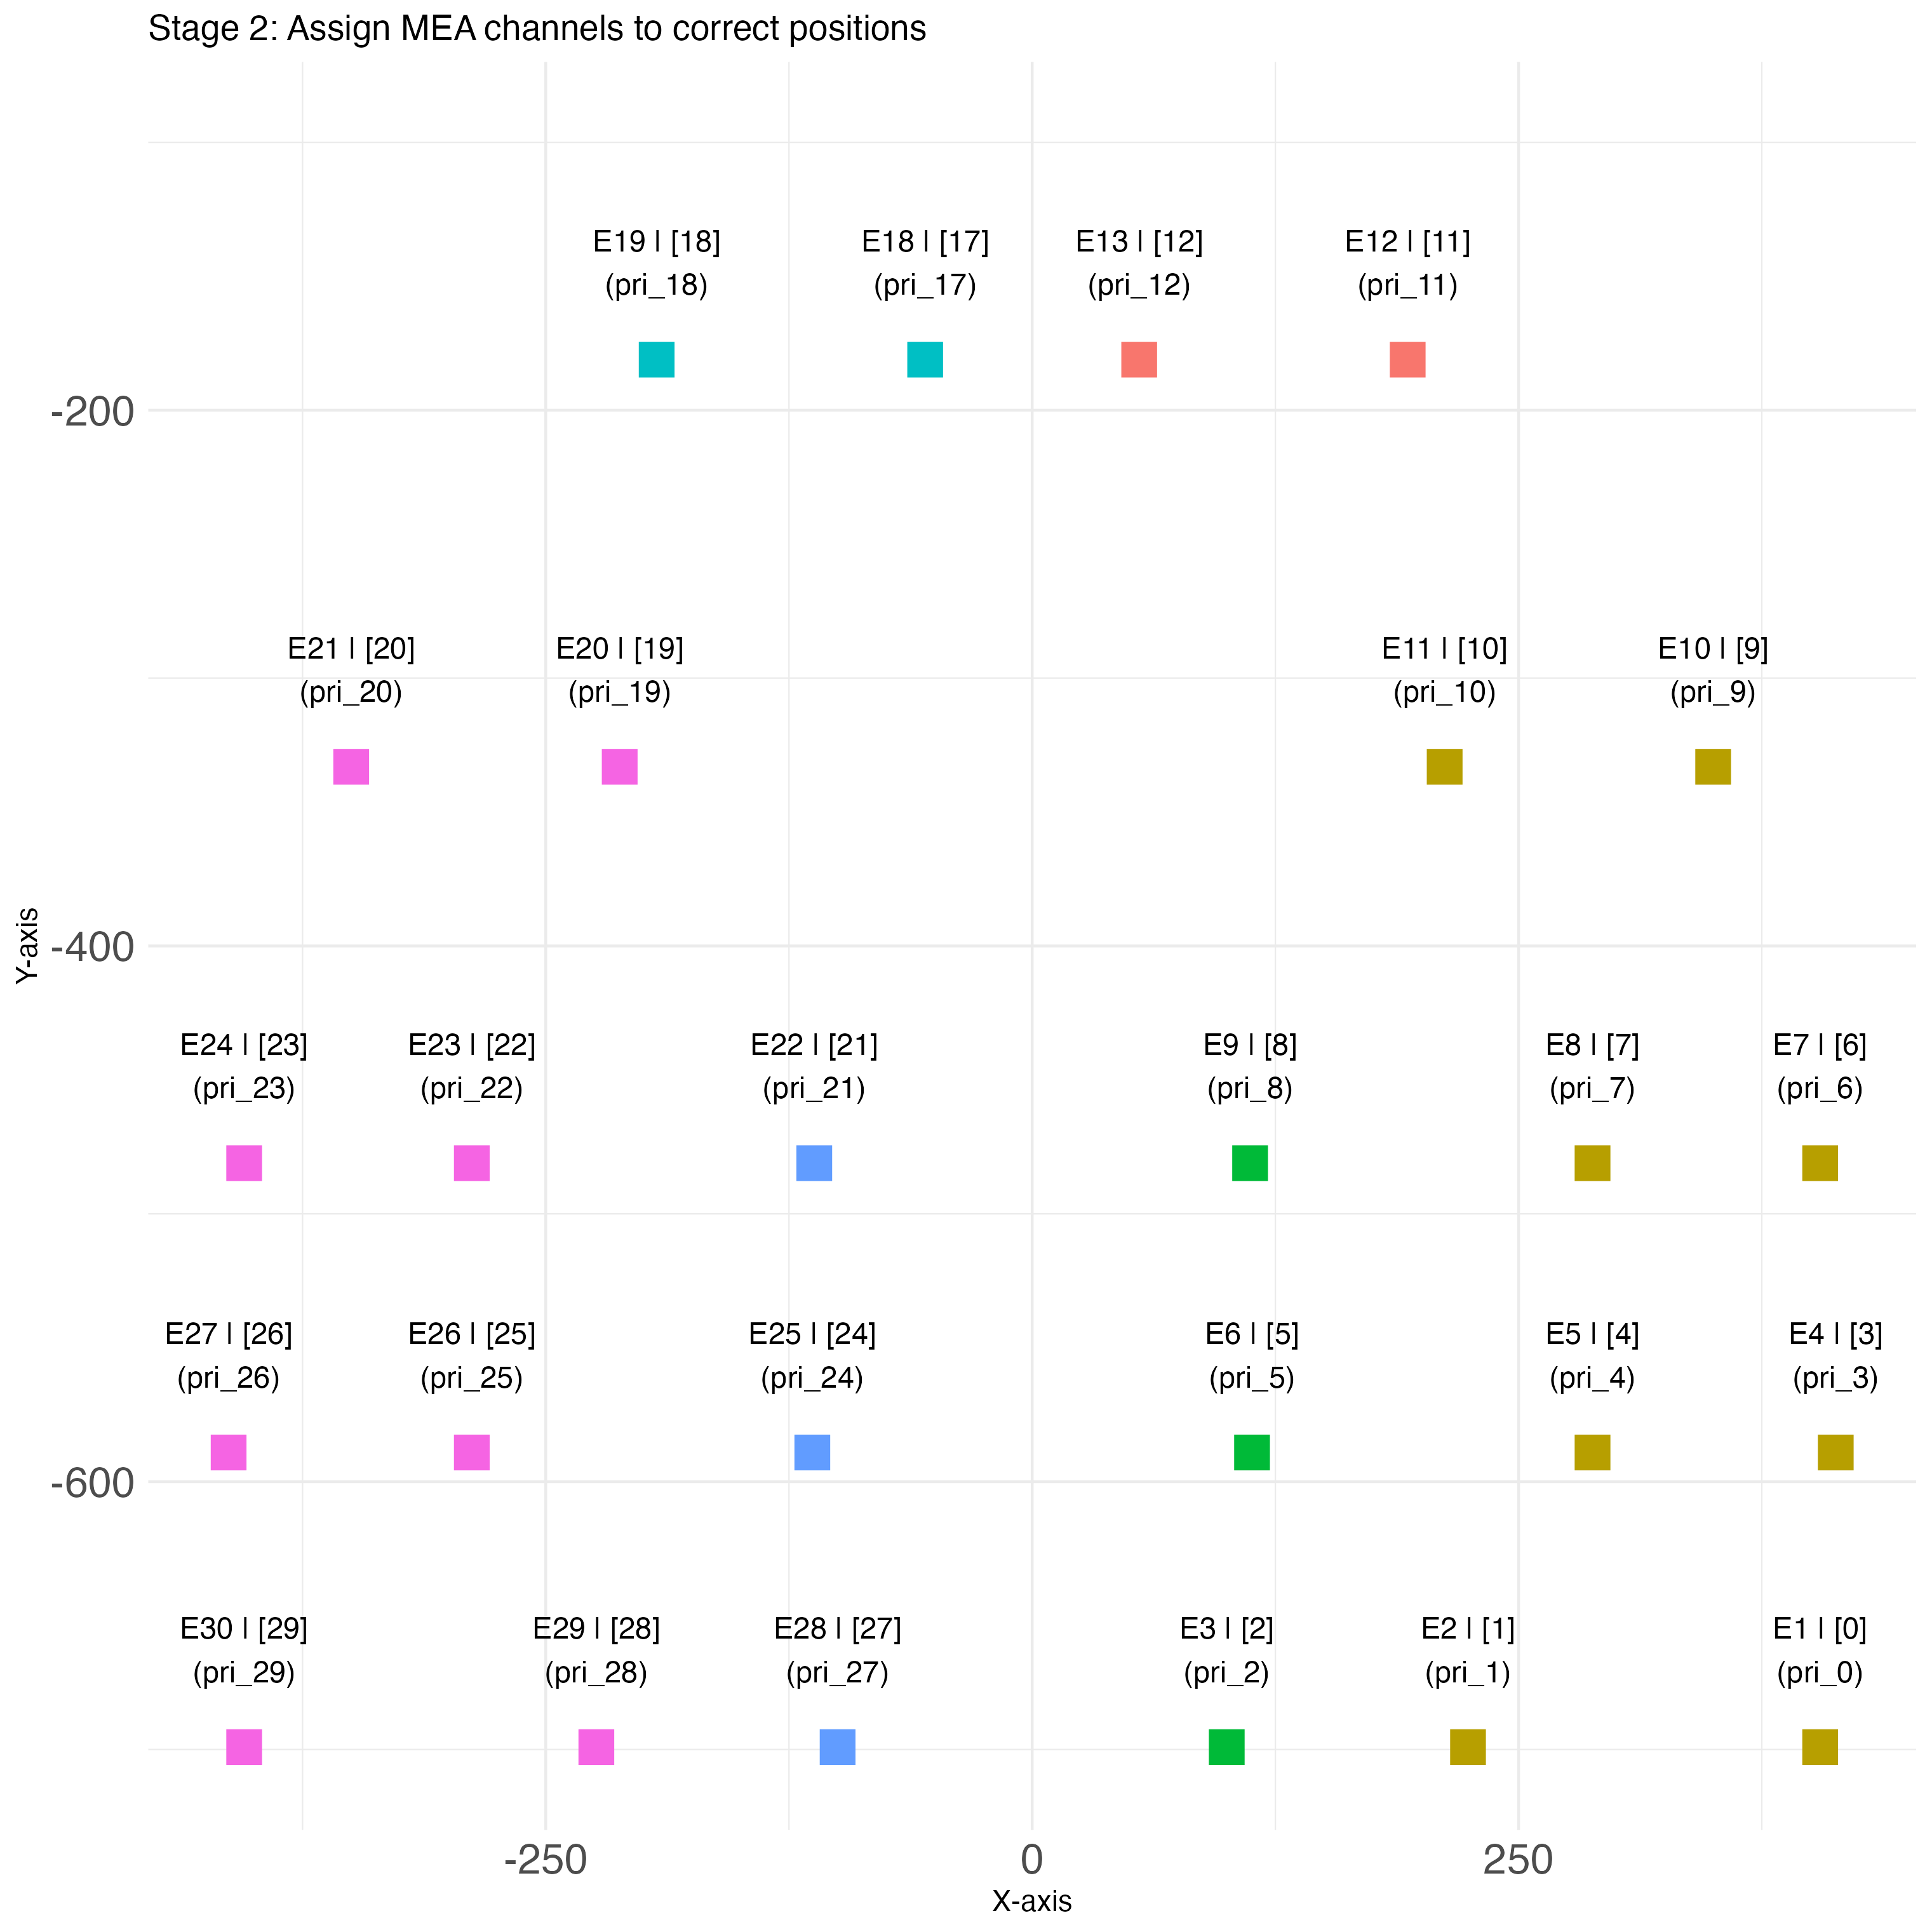 Stage 2: Assign MEA channels to correct positions
E19 | [18] E18 | [17] E13 | [12] E12 | [11]
(pri_18) (pri_17) (pri_12) (pri_11)
-200
E21 | [20] E20 | [19] E11 | [10] E10 | [9]
(pri_20) (pri_19) (pri_10) (pri_9)
Y-axis
-400
E24 | [23] E23 | [22] E22 | [21] E9 | [8] E8 | [7] E7 | [6]
(pri_23) (pri_22) (pri_21) (pri_8) (pri_7) (pri_6)
E27 | [26] E26 | [25] E25 | [24] E6 | [5] E5 | [4] E4 | [3]
(pri_26) (pri_25) (pri_24) (pri_5) (pri_4) (pri_3)
-600
E30 | [29] E29 | [28] E28 | [27] E3 | [2] E2 | [1] E1 | [0]
(pri_29) (pri_28) (pri_27) (pri_2) (pri_1) (pri_0)
-250 0 250
X-axis